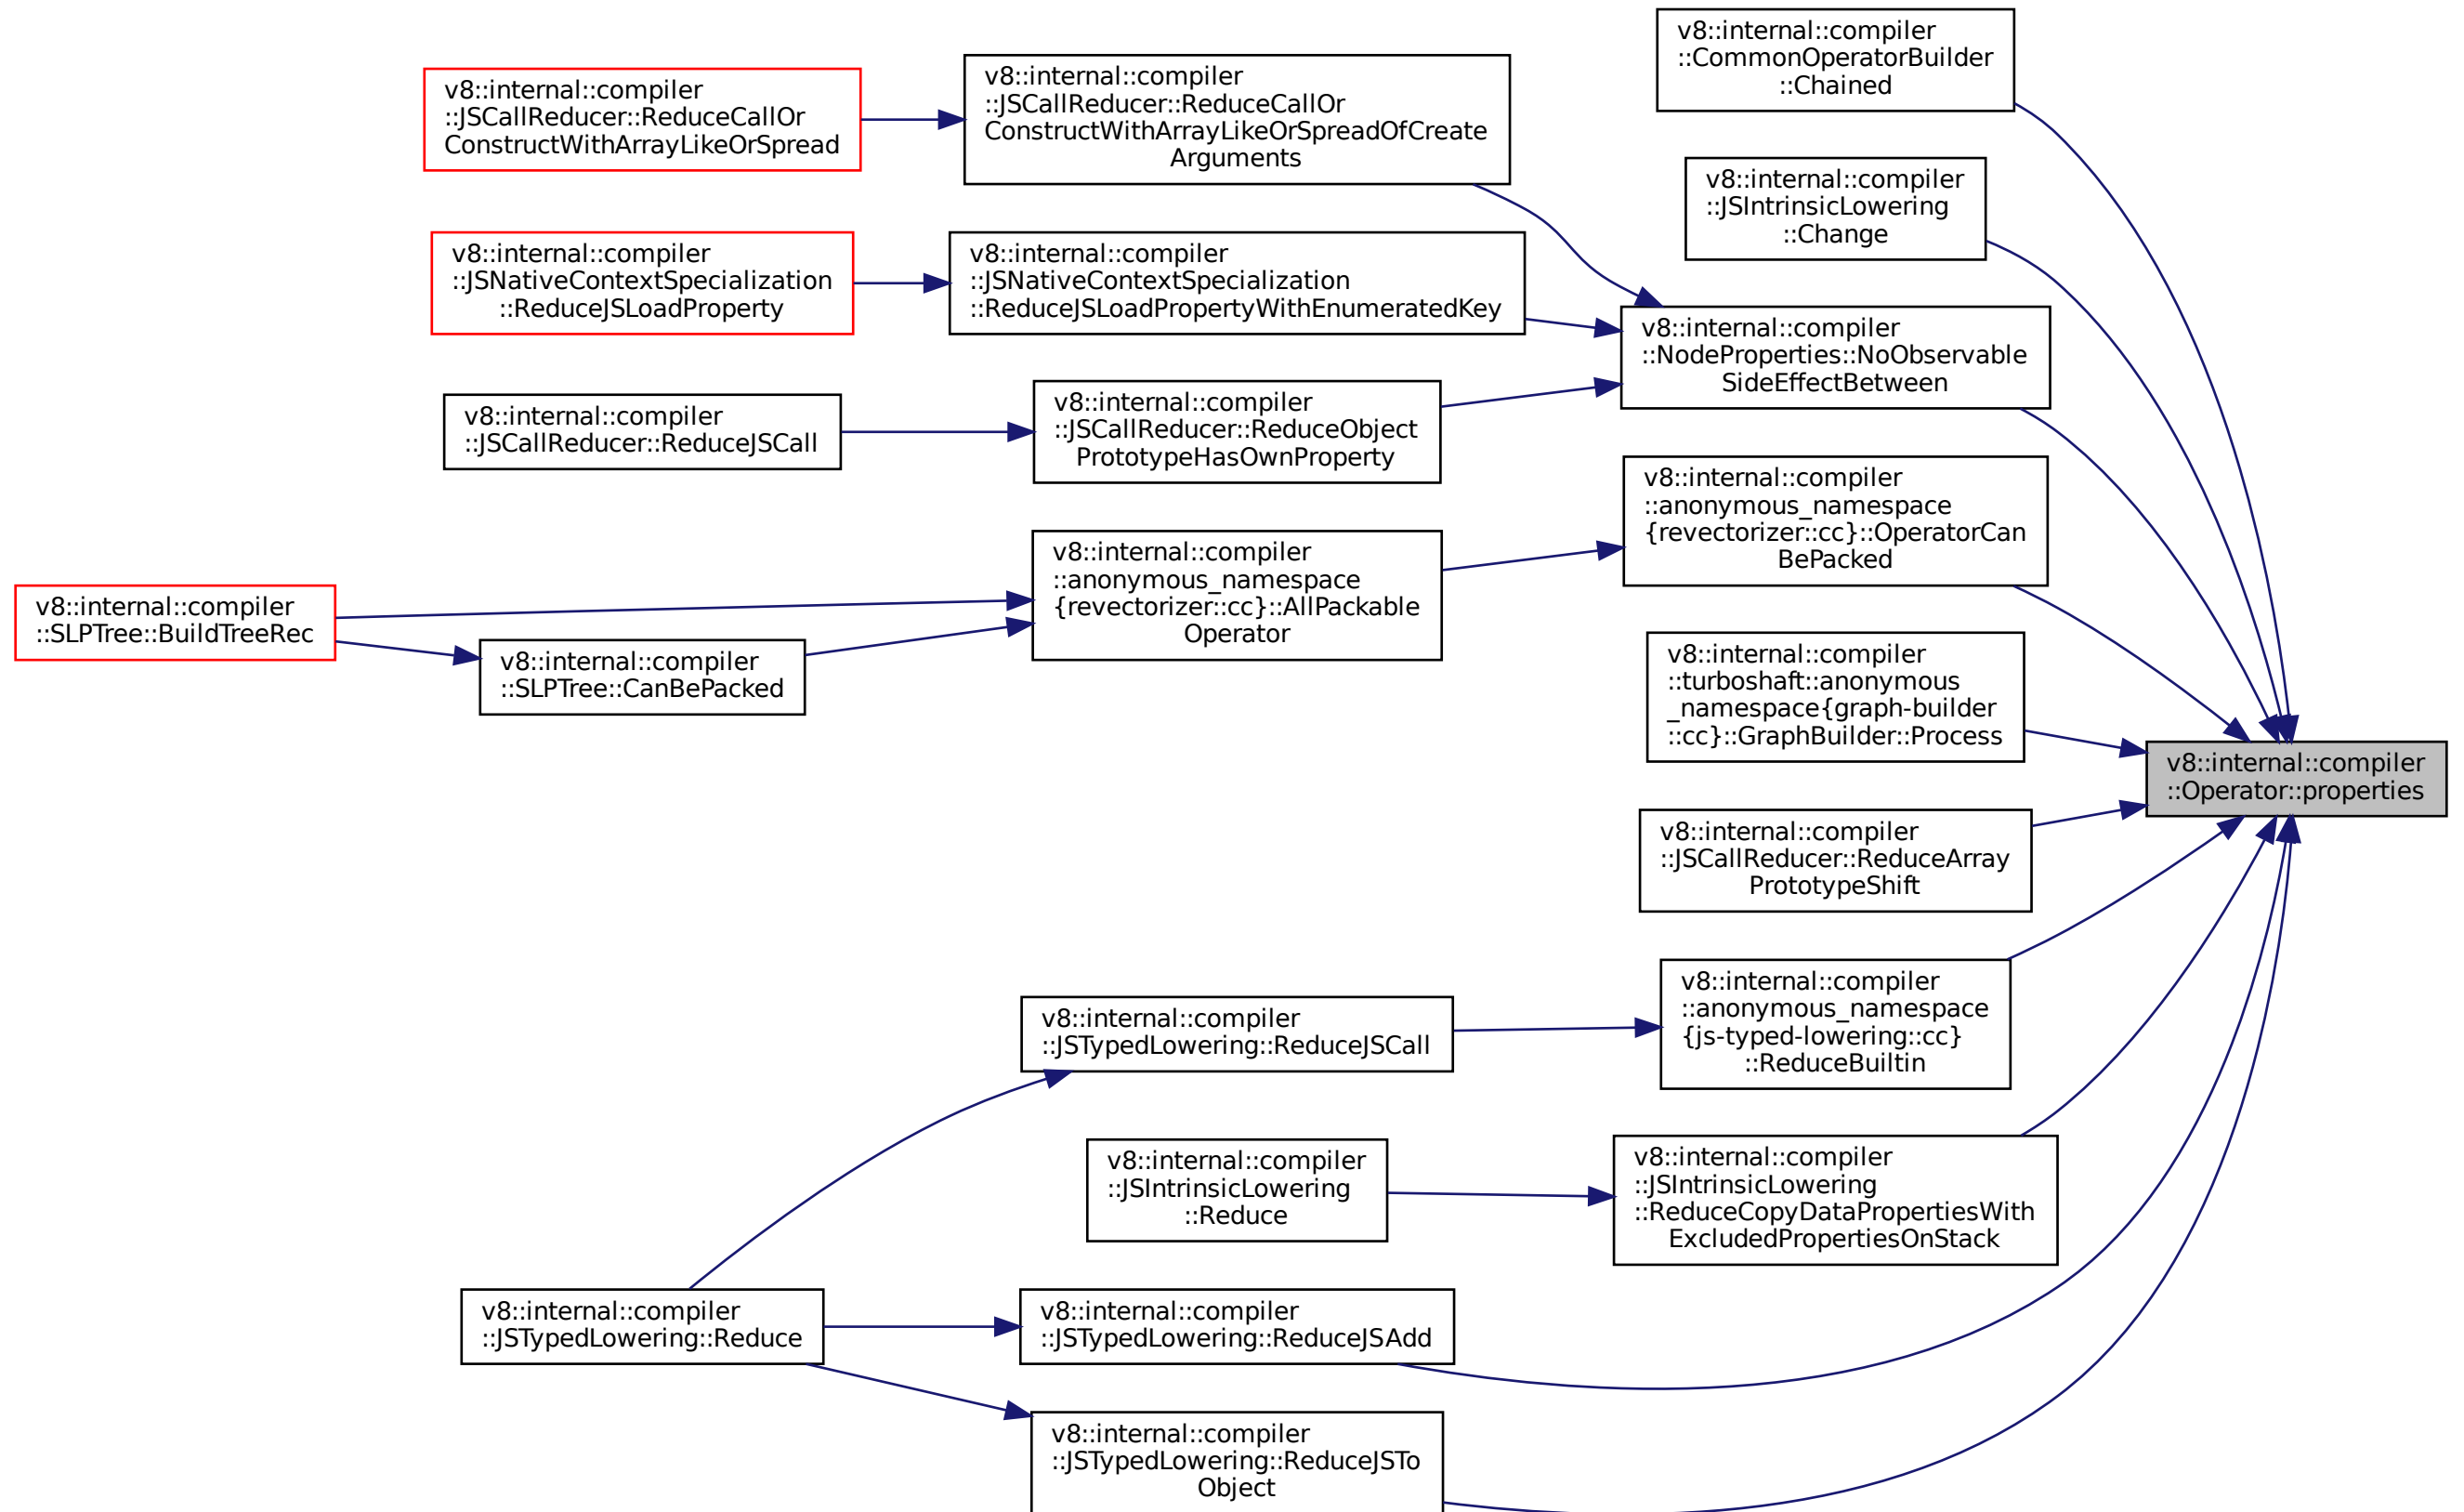 v8::internal::compiler
::CommonOperatorBuilder
::Chained
v8::internal::compiler
::JSCallReducer::ReduceCallOr
ConstructWithArrayLikeOrSpread
v8::internal::compiler
::JSCallReducer::ReduceCallOr
ConstructWithArrayLikeOrSpreadOfCreate
Arguments
v8::internal::compiler
::JSIntrinsicLowering
::Change
v8::internal::compiler
::JSNativeContextSpecialization
::ReduceJSLoadProperty
v8::internal::compiler
::JSNativeContextSpecialization
::ReduceJSLoadPropertyWithEnumeratedKey
v8::internal::compiler
::NodeProperties::NoObservable
SideEffectBetween
v8::internal::compiler
::JSCallReducer::ReduceJSCall
v8::internal::compiler
::JSCallReducer::ReduceObject
PrototypeHasOwnProperty
v8::internal::compiler
::anonymous_namespace
{revectorizer::cc}::OperatorCan
BePacked
v8::internal::compiler
::SLPTree::BuildTreeRec
v8::internal::compiler
::anonymous_namespace
{revectorizer::cc}::AllPackable
Operator
v8::internal::compiler
::SLPTree::CanBePacked
v8::internal::compiler
::turboshaft::anonymous
_namespace{graph-builder
::cc}::GraphBuilder::Process
v8::internal::compiler
::Operator::properties
v8::internal::compiler
::JSCallReducer::ReduceArray
PrototypeShift
v8::internal::compiler
::JSTypedLowering::ReduceJSCall
v8::internal::compiler
::anonymous_namespace
{js-typed-lowering::cc}
::ReduceBuiltin
v8::internal::compiler
::JSIntrinsicLowering
::Reduce
v8::internal::compiler
::JSIntrinsicLowering
::ReduceCopyDataPropertiesWith
ExcludedPropertiesOnStack
v8::internal::compiler
::JSTypedLowering::Reduce
v8::internal::compiler
::JSTypedLowering::ReduceJSAdd
v8::internal::compiler
::JSTypedLowering::ReduceJSTo
Object